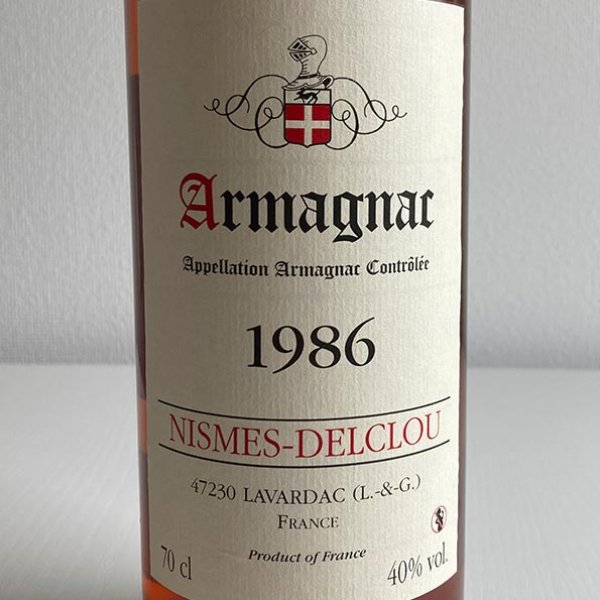 Armagnac
Appellation Armagnac Contrôlée
1986
NISMES-DELCLOU
47230 LAVARDAC (L.-&-G.)
FRANCE
Product of France
70 cl
40% vol.